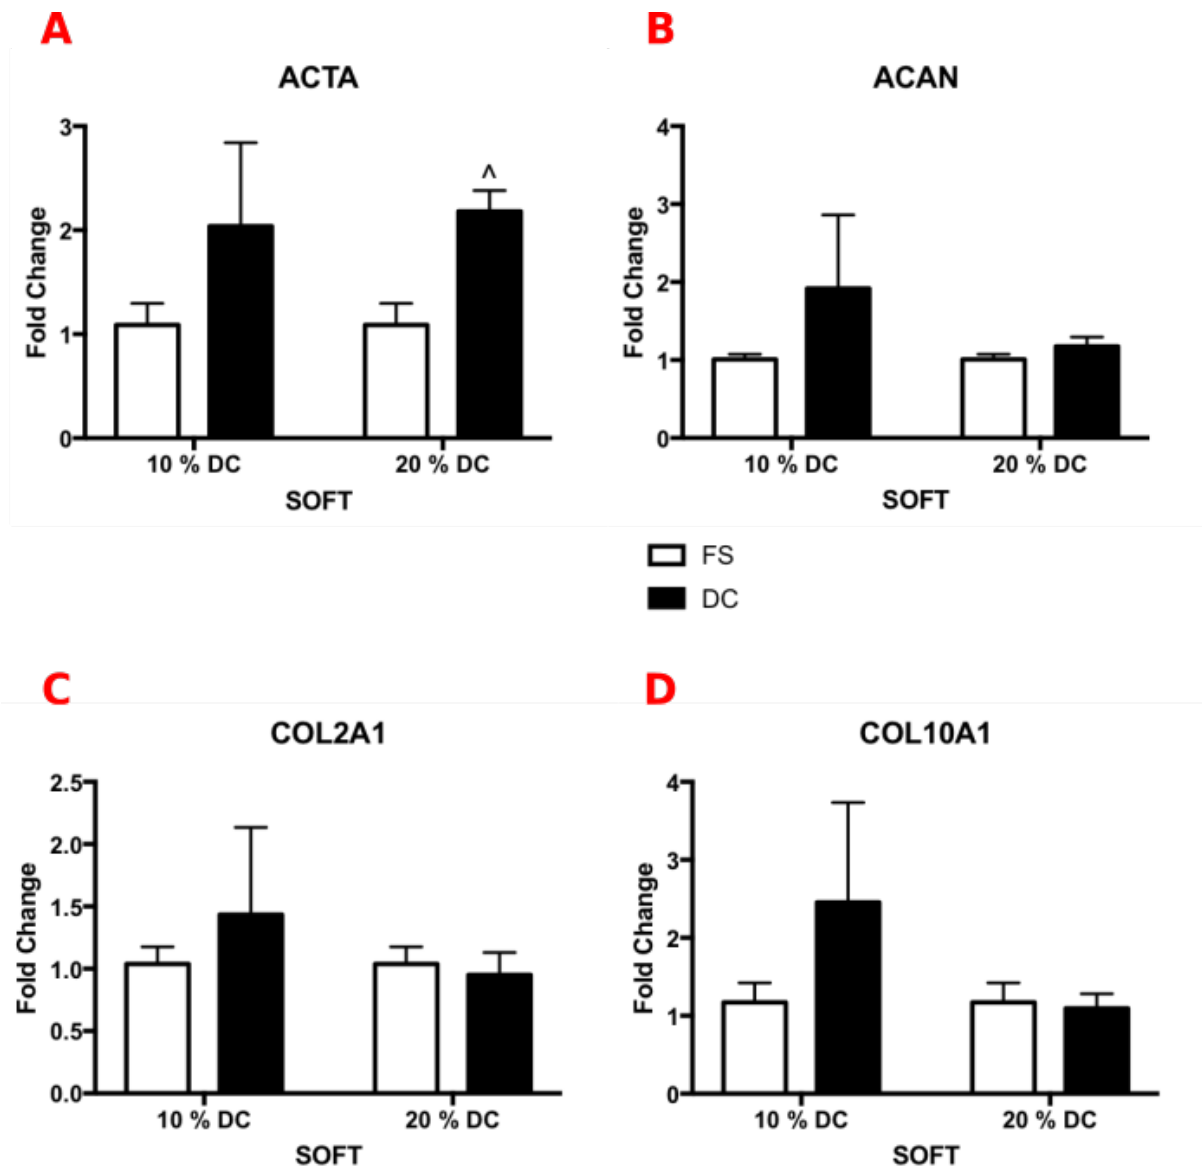 A
ACTA
Fold Change
3
2
1
0
^
10 % DC
20 % DC
SOFT
B
ACAN
Fold Change
4
3
2
1
0
10 % DC
20 % DC
SOFT
FS
DC
C
COL2A1
Fold Change
2.5
2.0
1.5
1.0
0.5
0.0
10 % DC
20 % DC
SOFT
D
COL10A1
Fold Change
4
3
2
1
0
10 % DC
20 % DC
SOFT